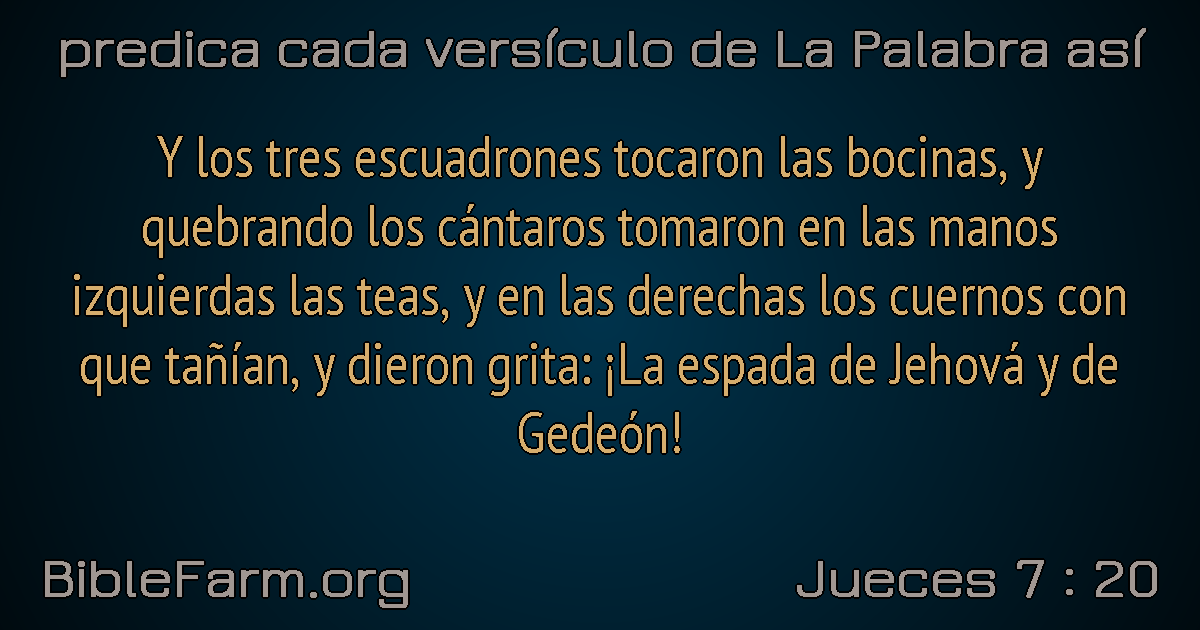 predica cada versículo de La Palabra así
Y los tres escuadrones tocaron las bocinas, y
quebrando los cántaros tomaron en las manos
izquierdas las teas, y en las derechas los cuernos con
que tañían, y dieron grita: ¡La espada de Jehová y de
Gedeón!
BibleFarm.org
Jueces 7 : 20